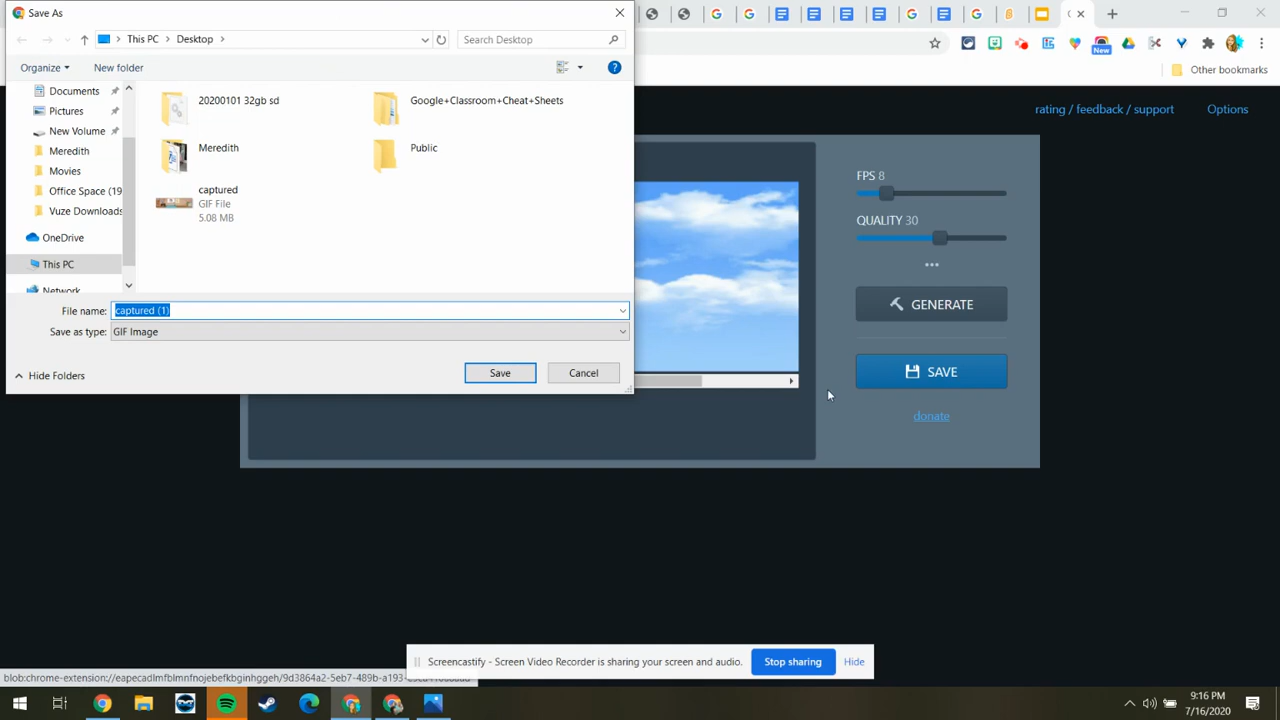 Save As
This PC > Desktop >
Search Desktop
Organize
New folder
Documents
Pictures
New Volume
Meredith
Movies
Office Space (19
Vuze Downloads
OneDrive
This PC
Network
20200101 32gb sd
Google+Classroom+Cheat+Sheets
Meredith
Public
captured
GIF File
5.08 MB
File name: captured (1)
Save as type: GIF Image
Hide Folders
Save
Cancel
New
Other bookmarks
rating / feedback / support
Options
FPS 8
QUALITY 30
•••
GENERATE
SAVE
donate
Screencastify - Screen Video Recorder is sharing your screen and audio.
Stop sharing
Hide
9:16 PM
7/16/2020